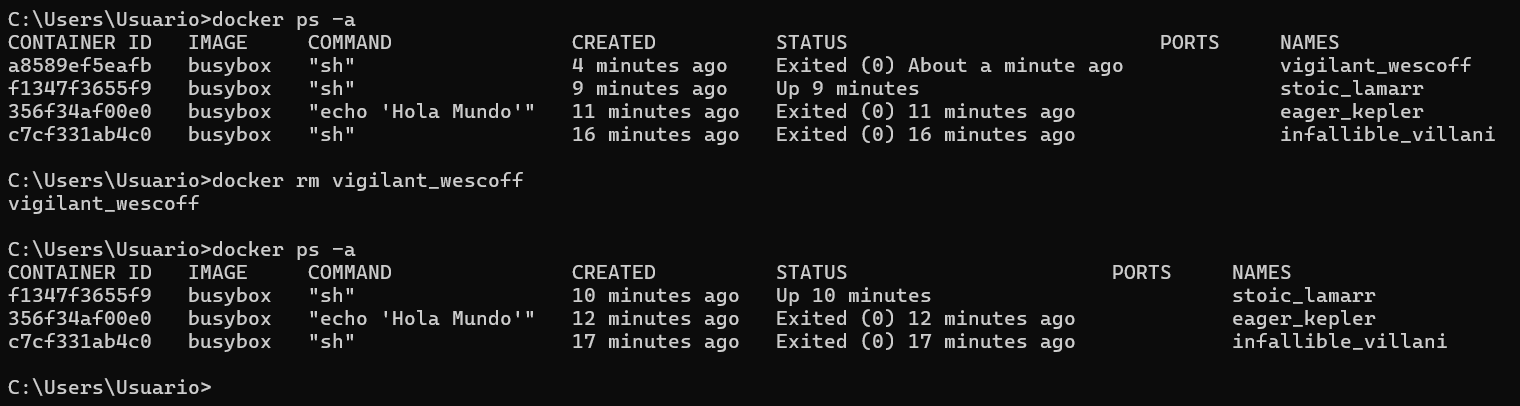 C:\Users\Usuario>docker ps -a
CONTAINER ID   IMAGE     COMMAND               CREATED          STATUS                          PORTS     NAMES
a8589ef5eafb   busybox   "sh"                  4 minutes ago    Exited (0) About a minute ago             vigilant_wescoff
f1347f3655f9   busybox   "sh"                  9 minutes ago    Up 9 minutes                              stoic_lamarr
356f34af00e0   busybox   "echo 'Hola Mundo'"   11 minutes ago   Exited (0) 11 minutes ago                 eager_kepler
c7cf331ab4c0   busybox   "sh"                  16 minutes ago   Exited (0) 16 minutes ago                 infallible_villani
C:\Users\Usuario>docker rm vigilant_wescoff
vigilant_wescoff
C:\Users\Usuario>docker ps -a
CONTAINER ID   IMAGE     COMMAND               CREATED          STATUS                      PORTS     NAMES
f1347f3655f9   busybox   "sh"                  10 minutes ago   Up 10 minutes                         stoic_lamarr
356f34af00e0   busybox   "echo 'Hola Mundo'"   12 minutes ago   Exited (0) 12 minutes ago             eager_kepler
c7cf331ab4c0   busybox   "sh"                  17 minutes ago   Exited (0) 17 minutes ago             infallible_villani
C:\Users\Usuario>